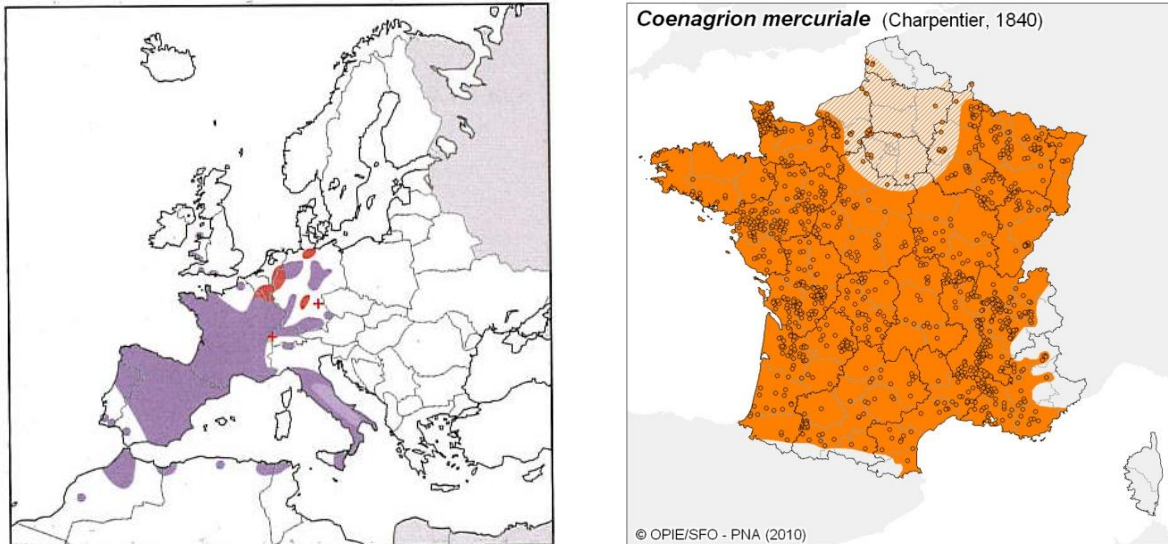 Coenagrion mercuriale (Charpentier, 1840)
© OPIE/SFO - PNA (2010)